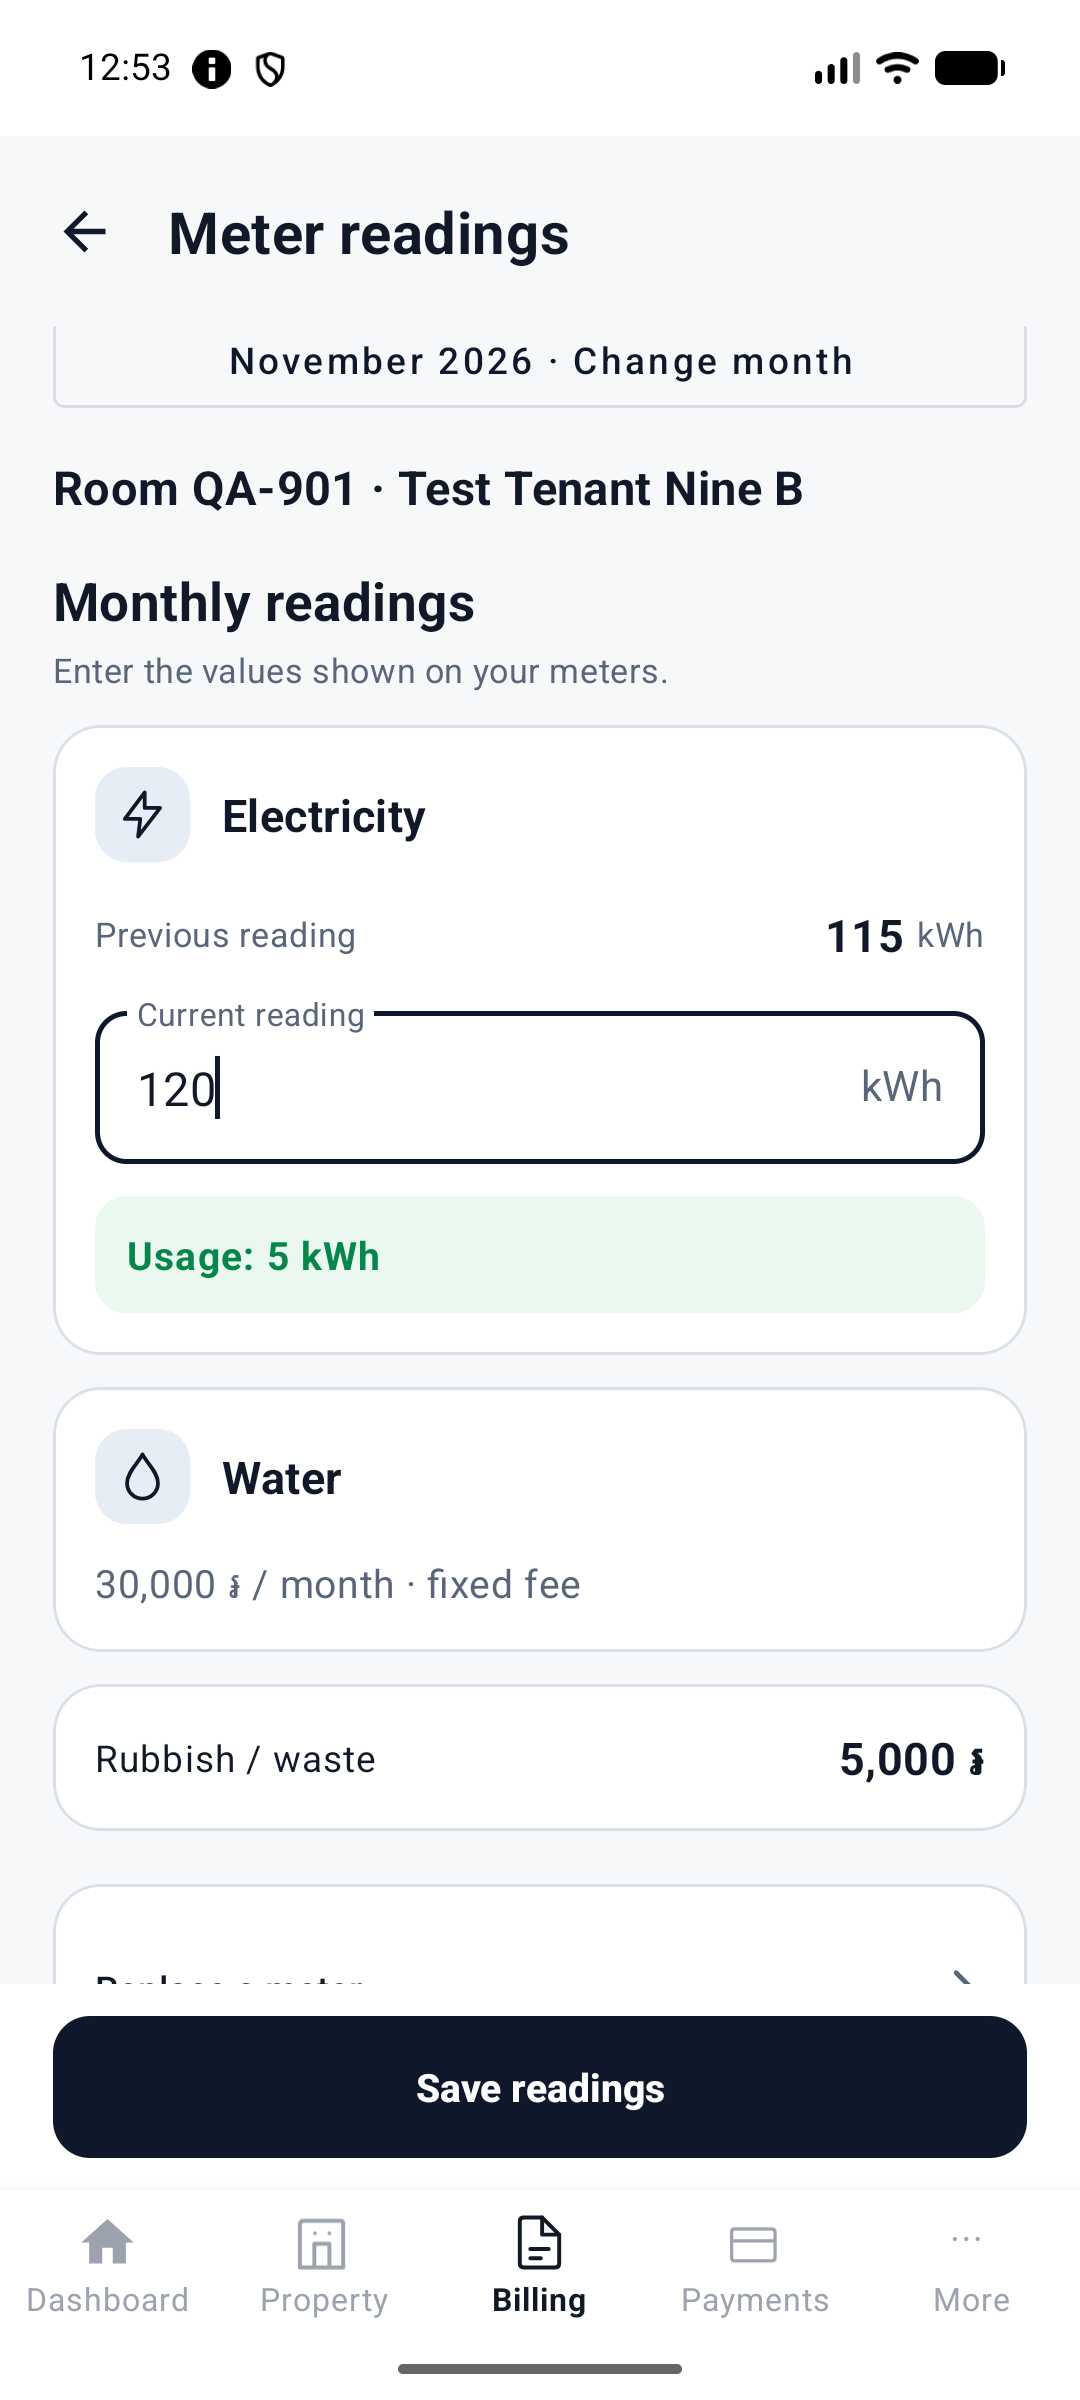 12:53
Meter readings
November 2026 · Change month
Room QA-901 · Test Tenant Nine B
Monthly readings
Enter the values shown on your meters.
Electricity
Previous reading
115 kWh
Current reading
120
kWh
Usage: 5 kWh
Water
30,000 / month · fixed fee
Rubbish / waste
5,000
Replace a meter
Save readings
Dashboard
Property
Billing
Payments
More